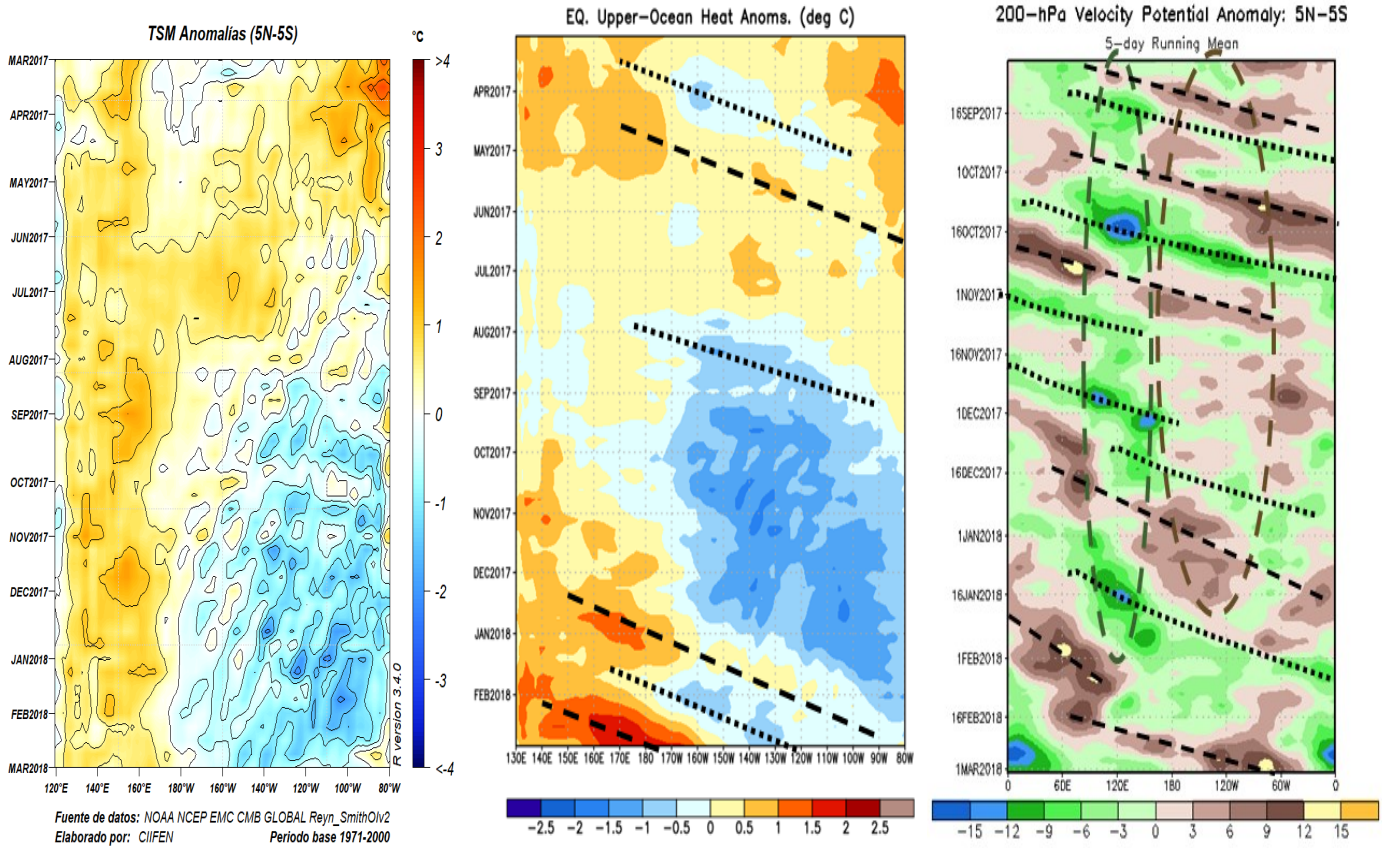 TSM Anomalías (5N-5S)
°C
MAR2017
APR2017
MAY2017
JUN2017
JUL2017
AUG2017
SEP2017
OCT2017
NOV2017
DEC2017
JAN2018
FEB2018
MAR2018
120°E 140°E 160°E 180°W 160°W 140°W 120°W 100°W 80°W
>4
3
2
1
0
-1
-2
-3
<-4
R version 3.4.0
Fuente de datos: NOAA NCEP EMC CMB GLOBAL Reyn_SmithOIv2
Elaborado por: CIIFEN Periodo base 1971-2000
EQ. Upper-Ocean Heat Anoms. (deg C)
APR2017
MAY2017
JUN2017
JUL2017
AUG2017
SEP2017
OCT2017
NOV2017
DEC2017
JAN2018
FEB2018
130E 140E 150E 160E 170E 180 170W 160W 150W 140W 130W 120W 110W 100W 90W 80W
-2.5 -2 -1.5 -1 -0.5 0 0.5 1 1.5 2 2.5
200-hPa Velocity Potential Anomaly: 5N-5S
5-day Running Mean
16SEP2017
1OCT2017
16OCT2017
1NOV2017
16NOV2017
1DEC2017
16DEC2017
1JAN2018
16JAN2018
1FEB2018
16FEB2018
1MAR2018
0 60E 120E 180 120W 60W 0
-15 -12 -9 -6 -3 0 3 6 9 12 15